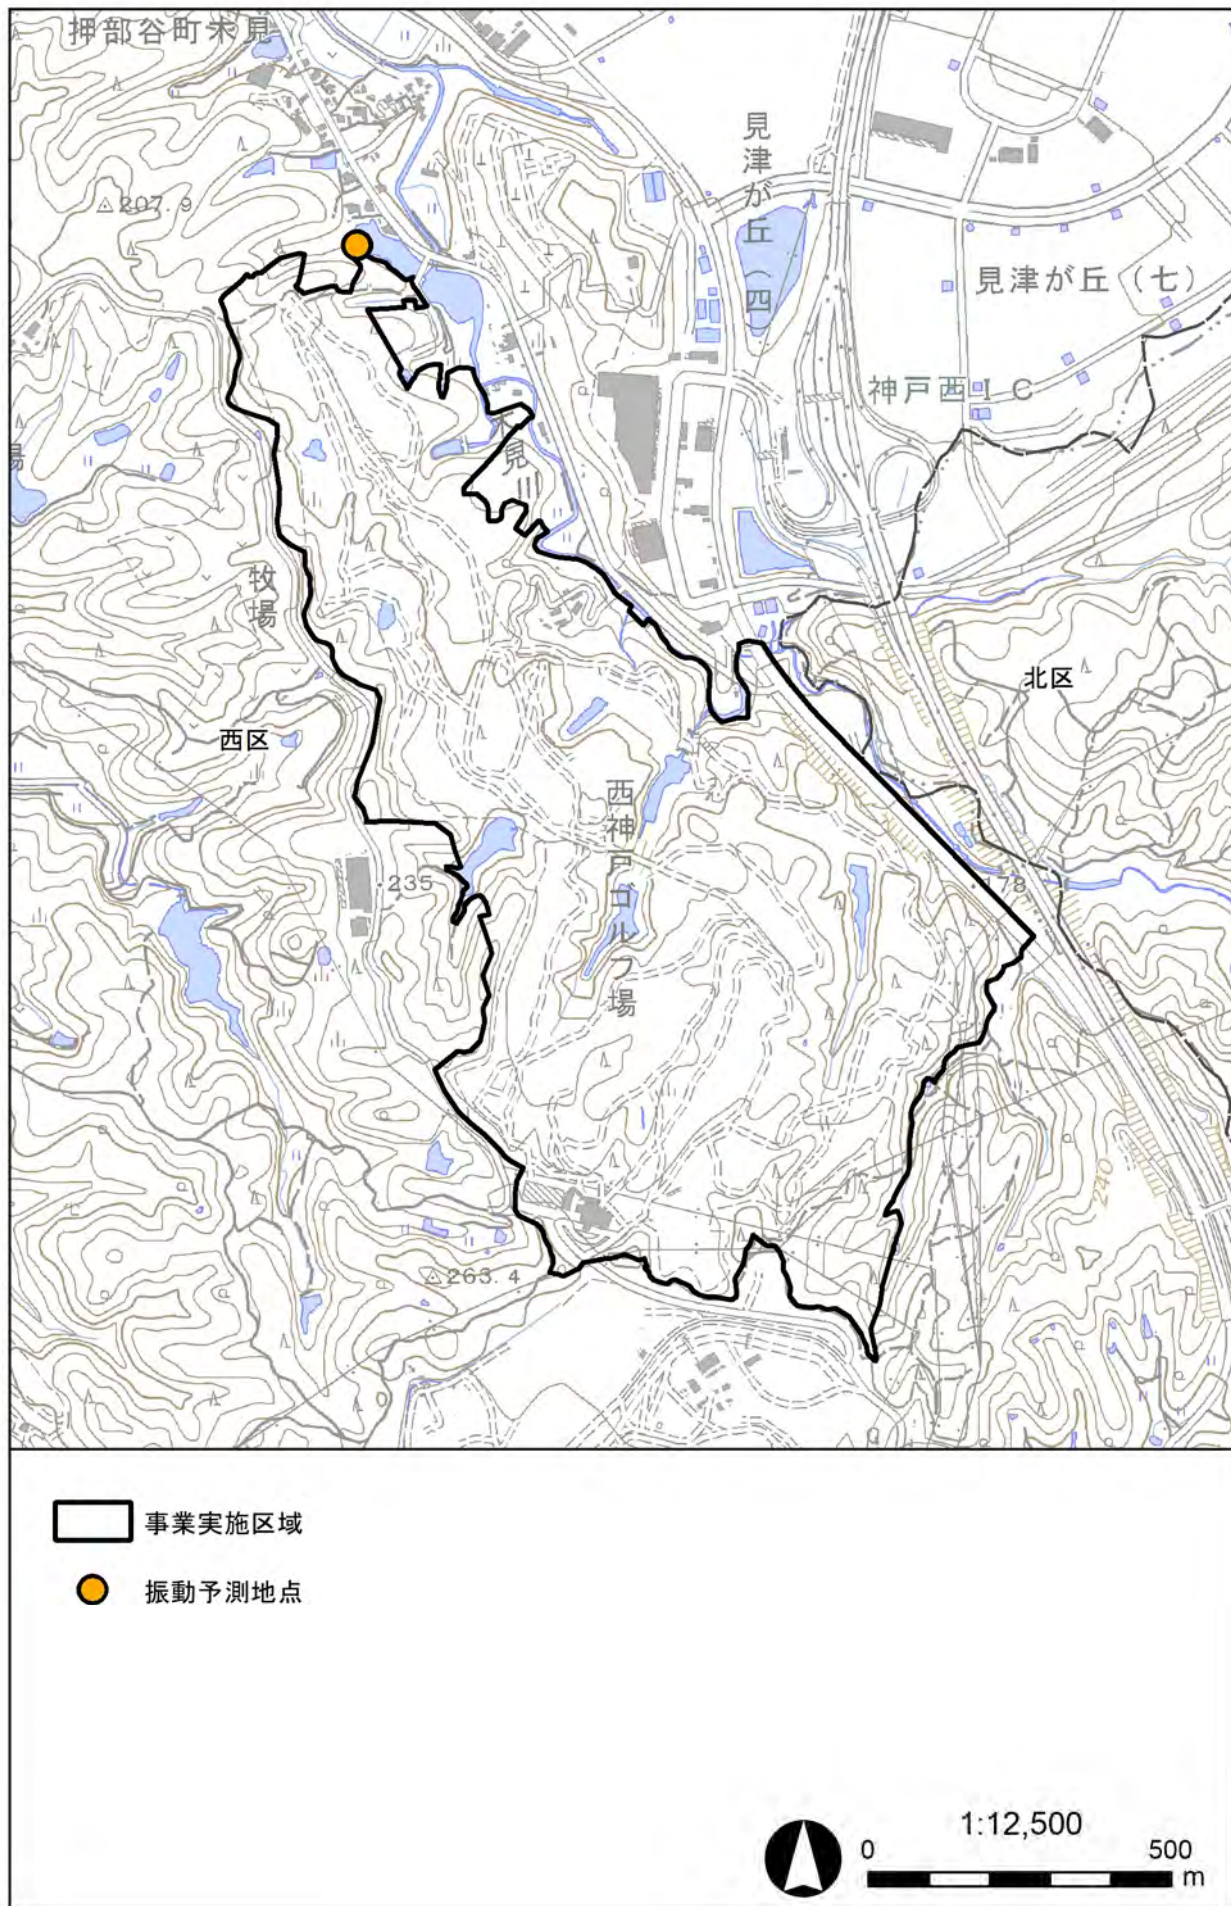 押部谷町木見
見津が丘（四
207.9
見津が丘（七）
神戸西IC
木見川
牧場
場
北区
西区
西神戸ゴルフ場
235
178
240
263.4
事業実施区域
振動予測地点
1:12,500
0 500
m